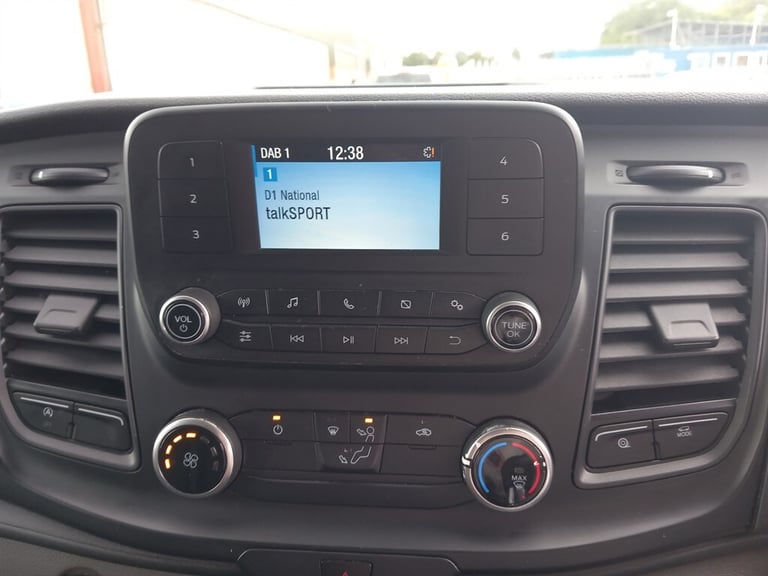 DAB 1 12:38
1
D1 National
talkSPORT
1
2
3
4
5
6
VOL
TUNE
OK
A
MODE
MAX